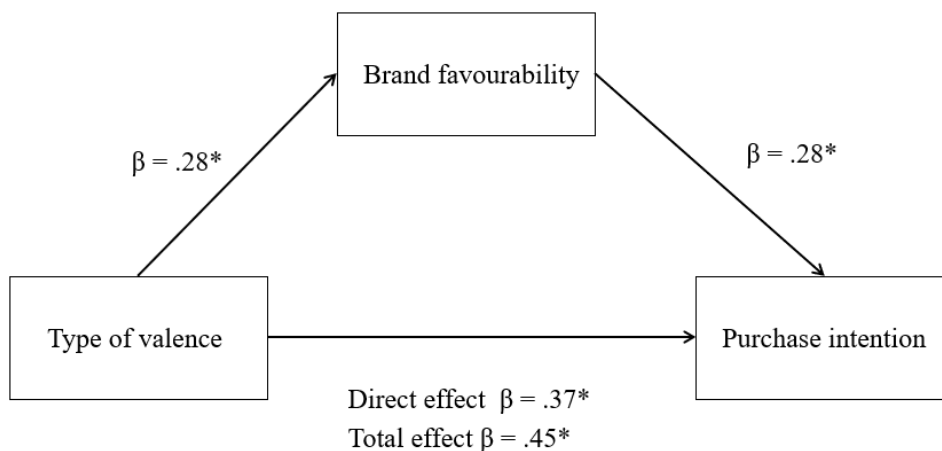 Brand favourability
β = .28*
β = .28*
Type of valence
Purchase intention
Direct effect β = .37*
Total effect β = .45*